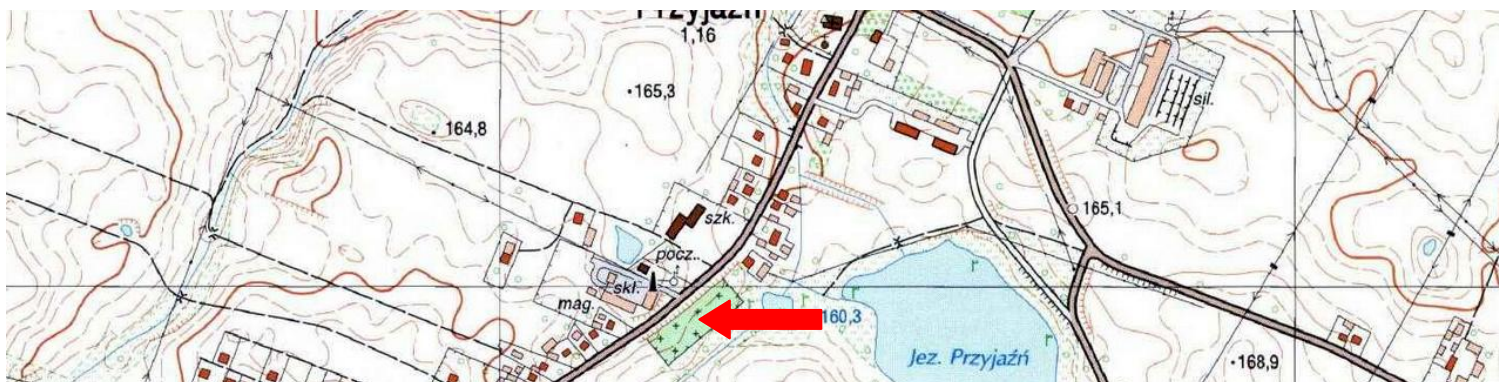 Przyjaźń
1,16
165,3
164,8
sil.
szk.
165,1
pocz.
skł.
mag.
160,3
Jez. Przyjaźń
168,9